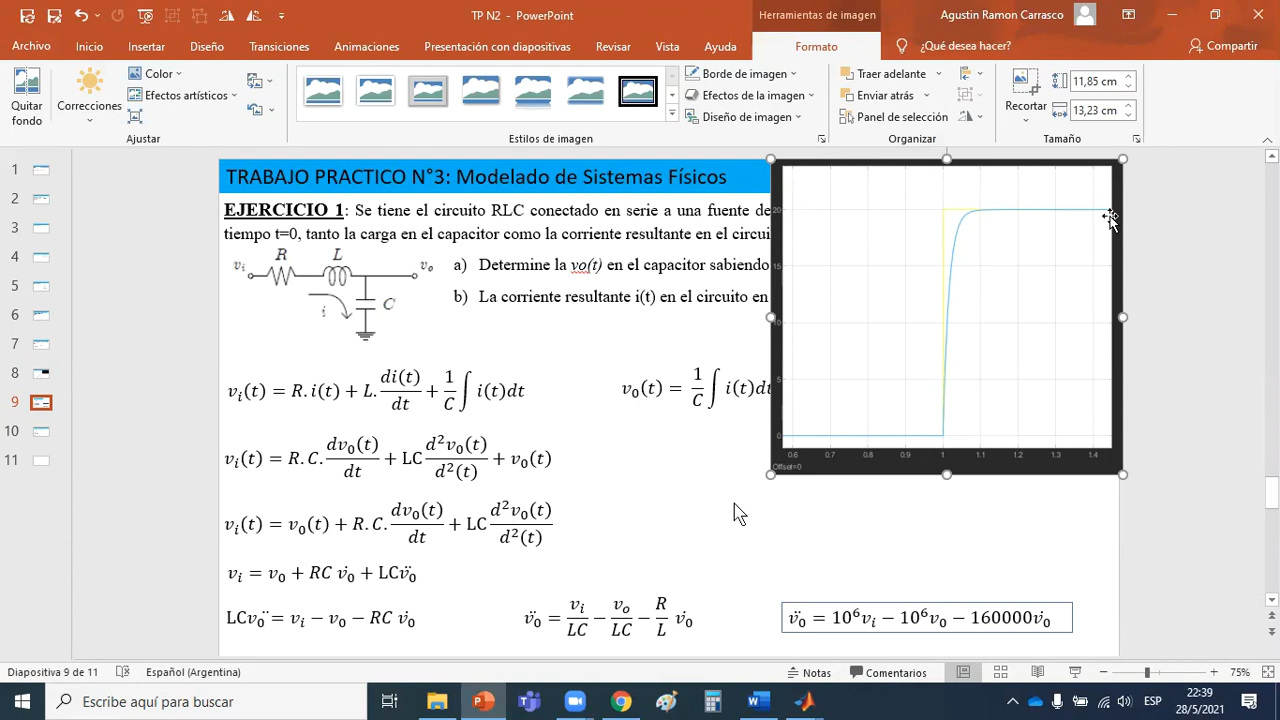 TP N2 - PowerPoint
Herramientas de imagen
Agustin Ramon Carrasco
Archivo Inicio Insertar Diseño Transiciones Animaciones Presentación con diapositivas Revisar Vista Ayuda Formato ¿Qué desea hacer? Compartir
Quitar fondo
Correcciones
Color
Efectos artísticos
Borde de imagen
Efectos de la imagen
Diseño de imagen
Traer adelante
Enviar atrás
Panel de selección
Recortar
11,85 cm
13,23 cm
Ajustar Estilos de imagen Organizar Tamaño
1
2
3
4
5
6
7
8
9
10
11
TRABAJO PRACTICO N°3: Modelado de Sistemas Físicos
EJERCICIO 1: Se tiene el circuito RLC conectado en serie a una fuente de
tiempo t=0, tanto la carga en el capacitor como la corriente resultante en el circui
a) Determine la vo(t) en el capacitor sabiendo
b) La corriente resultante i(t) en el circuito en
R L
v_i v_o
i C
v_i(t) = R.i(t) + L.di(t)/dt + 1/C ∫ i(t)dt
v_0(t) = 1/C ∫ i(t)dt
v_i(t) = R.C.dv_0(t)/dt + LC d²v_0(t)/d²(t) + v_0(t)
v_i(t) = v_0(t) + R.C.dv_0(t)/dt + LC d²v_0(t)/d²(t)
v_i = v_0 + RC v̇_0 + LCv̈_0
LCv̈_0 = v_i − v_0 − RC v̇_0
v̈_0 = v_i/LC − v_o/LC − R/L v̇_0
v̈_0 = 10⁶v_i − 10⁶v_0 − 160000v̇_0
20
15
10
5
0
0.6 0.7 0.8 0.9 1 1.1 1.2 1.3 1.4
Offset=0
Diapositiva 9 de 11 Español (Argentina) Notas Comentarios 75%
Escribe aquí para buscar
ESP
22:39
28/5/2021